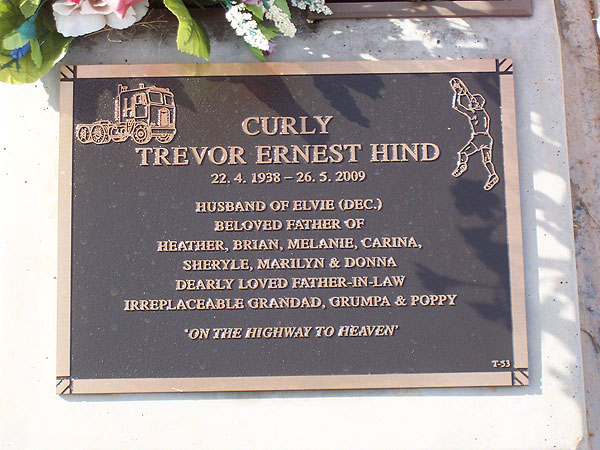 CURLY
TREVOR ERNEST HIND
22. 4. 1938 – 26. 5. 2009
HUSBAND OF ELVIE (DEC.)
BELOVED FATHER OF
HEATHER, BRIAN, MELANIE, CARINA,
SHERYLE, MARILYN & DONNA
DEARLY LOVED FATHER-IN-LAW
IRREPLACEABLE GRANDAD, GRUMPA & POPPY
'ON THE HIGHWAY TO HEAVEN'
T-53